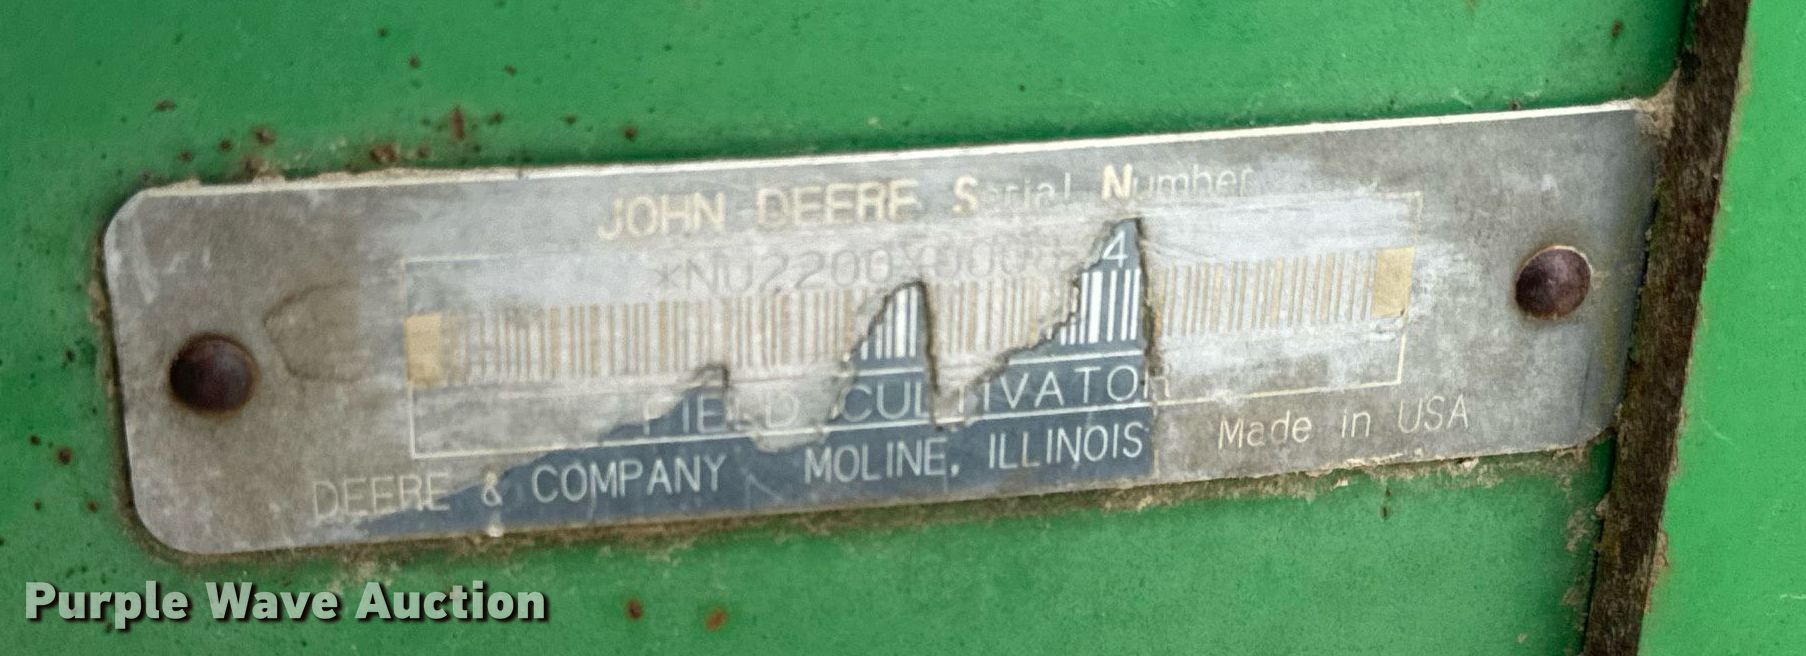 JOHN DEERE Serial Number
FIELD CULTIVATOR
DEERE & COMPANY MOLINE, ILLINOIS Made in USA
Purple Wave Auction